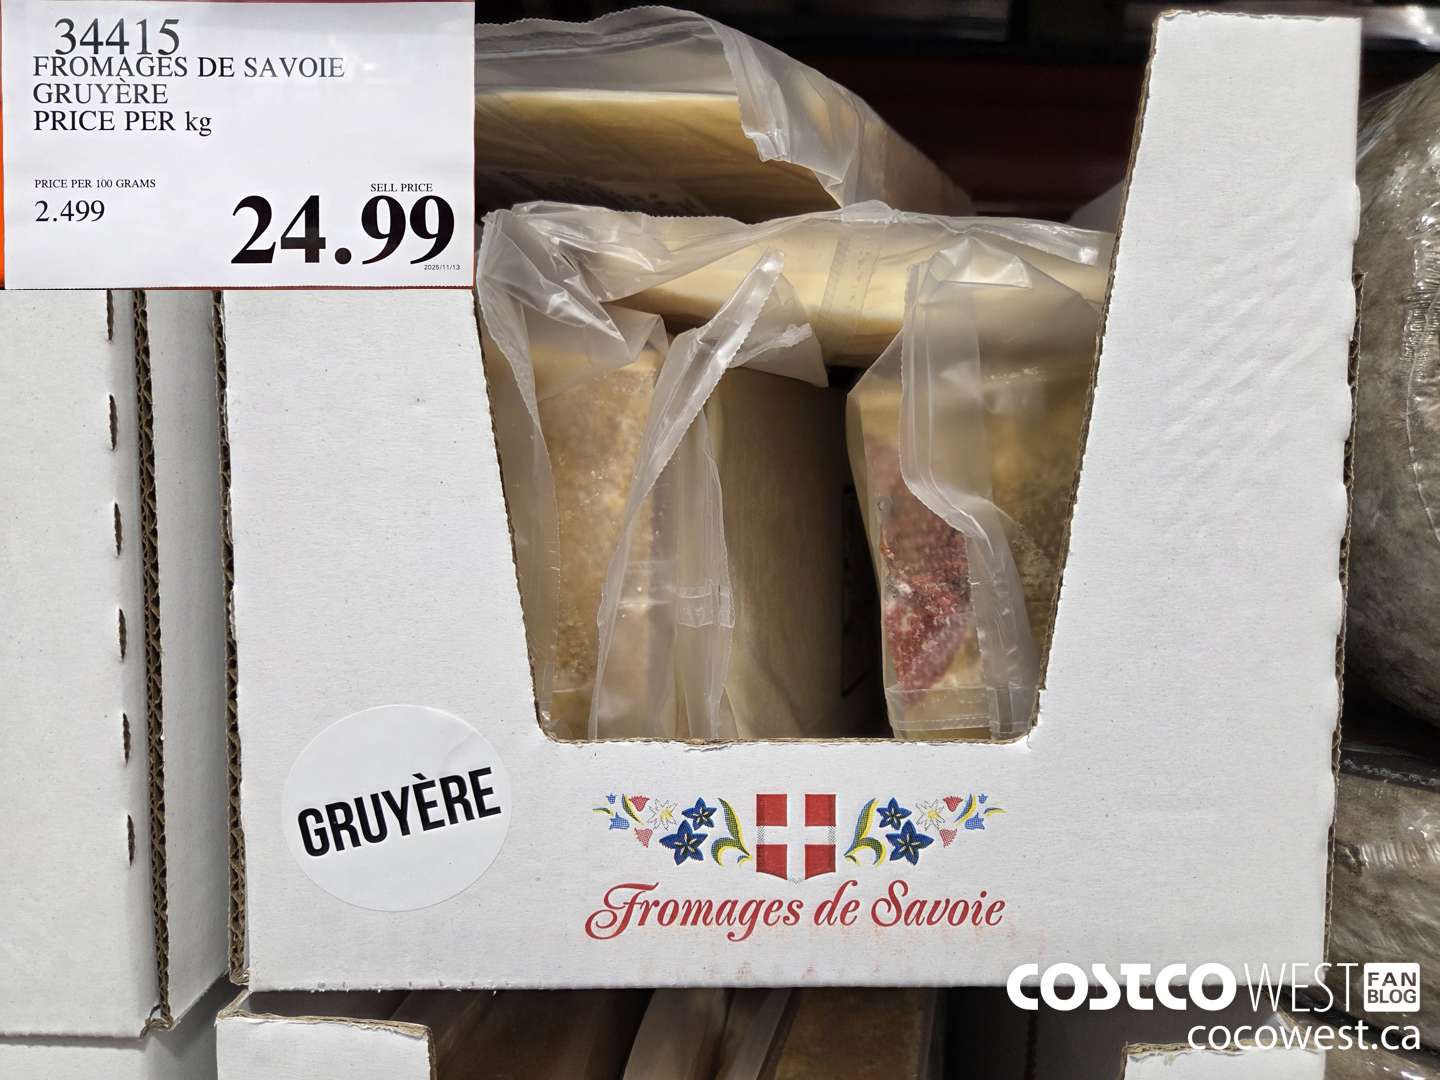 34415
FROMAGES DE SAVOIE
GRUYÈRE
PRICE PER kg
PRICE PER 100 GRAMS
2.499
SELL PRICE
24.99
2025/11/13
GRUYÈRE
Fromages de Savoie
COSTCO WEST FAN BLOG
cocowest.ca